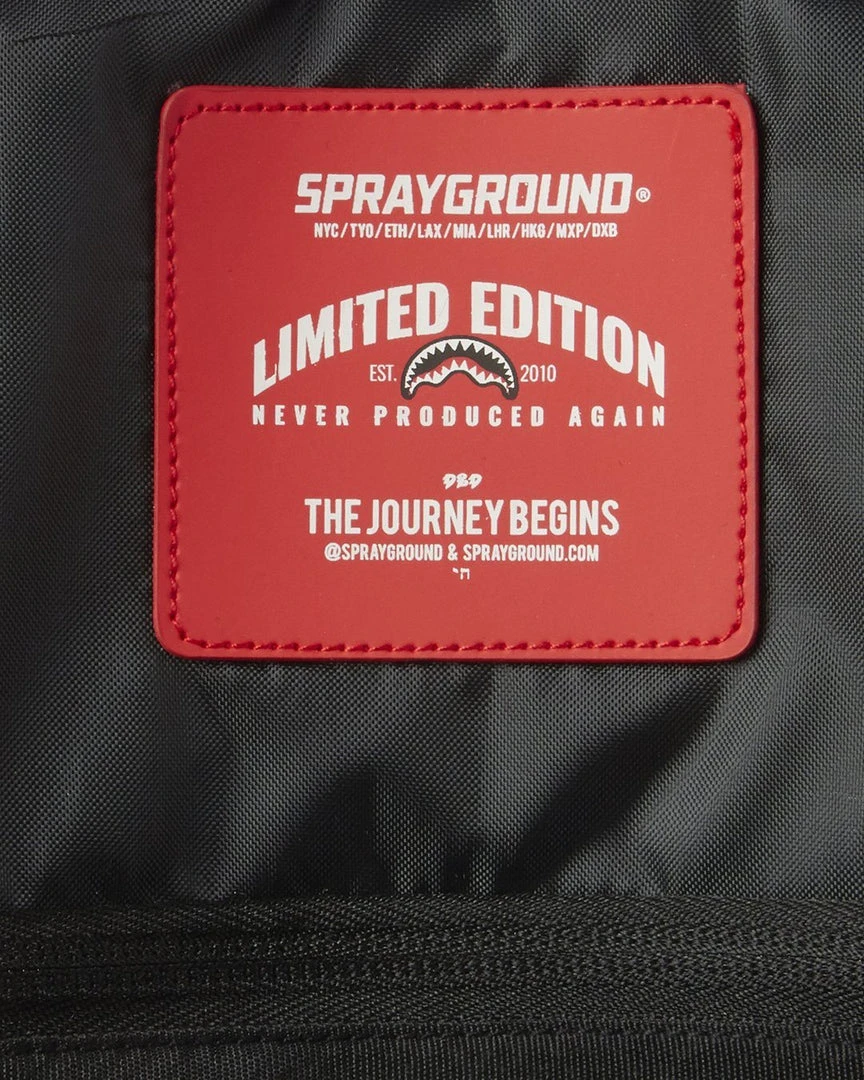 SPRAYGROUND®
NYC/TYO/ETH/LAX/MIA/LHR/HKG/MXP/DXB
LIMITED EDITION
EST. 2010
NEVER PRODUCED AGAIN
THE JOURNEY BEGINS
@SPRAYGROUND & SPRAYGROUND.COM